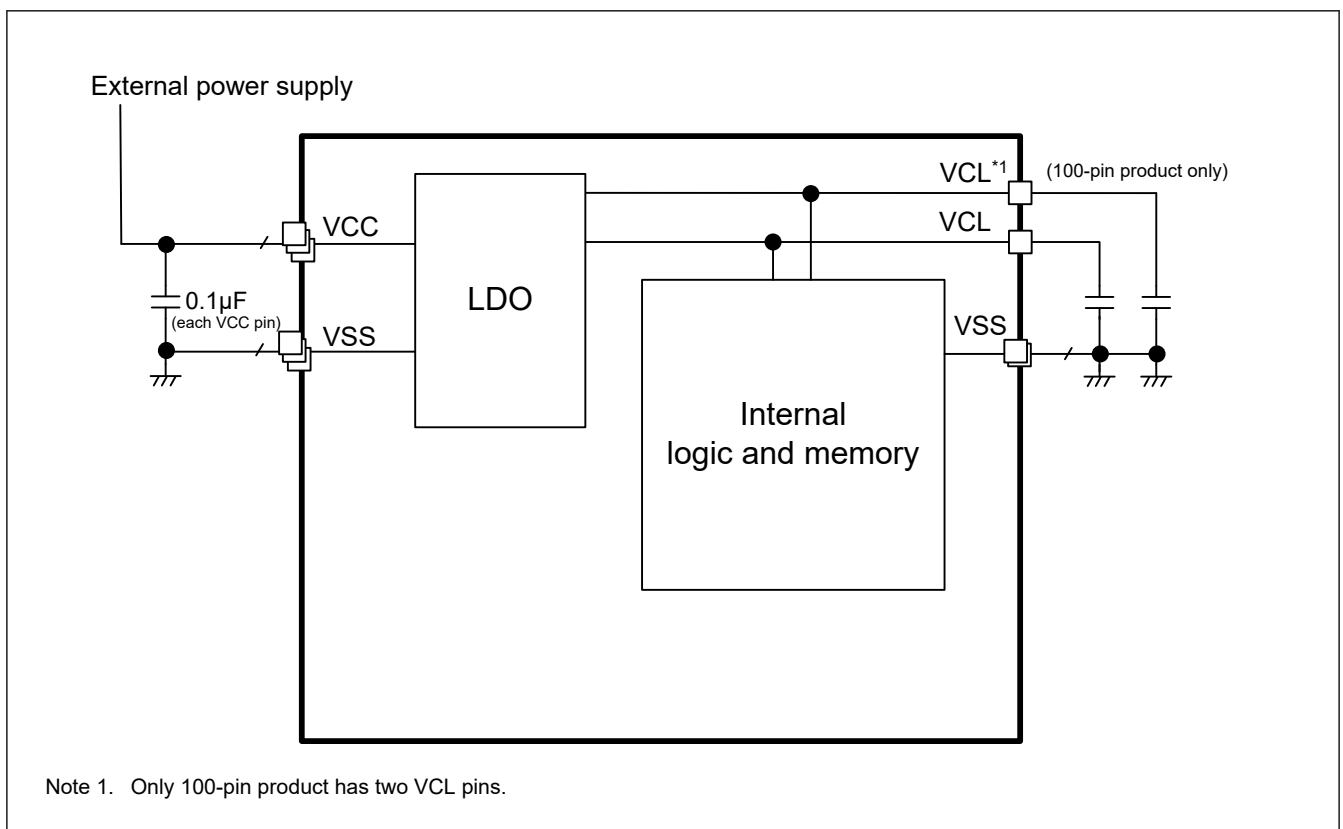 External power supply
VCL*1 (100-pin product only)
VCC
VCL
0.1µF
(each VCC pin)
LDO
VSS
VSS
Internal
logic and memory
Note 1. Only 100-pin product has two VCL pins.